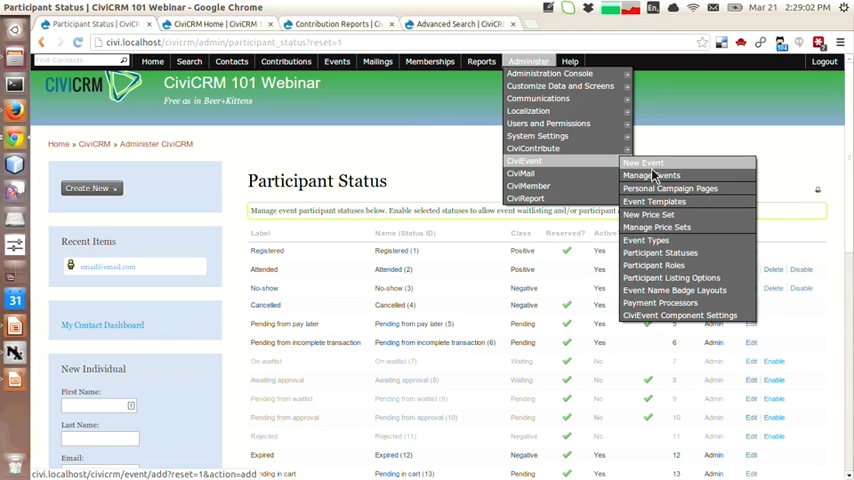 Participant Status | CiviCRM 101 Webinar
En
Mar 21
2:29:02 PM
Participant Status | CiviC
CiviCRM Home | CiviCRM 1
Contribution Reports | C
Advanced Search | CiviCRM
civi.localhost/civicrm/admin/participant_status?reset=1
Find Contacts
Home
Search
Contacts
Contributions
Events
Mailings
Memberships
Reports
Administer
Help
Logout
CIVICRM
CiviCRM 101 Webinar
Free as in Beer+Kittens
Administration Console
Customize Data and Screens
Communications
Localization
Users and Permissions
System Settings
CiviContribute
CiviEvent
CiviMail
CiviMember
CiviReport
New Event
Manage Events
Personal Campaign Pages
Event Templates
New Price Set
Manage Price Sets
Event Types
Participant Statuses
Participant Roles
Participant Listing Options
Event Name Badge Layouts
Payment Processors
CiviEvent Component Settings
Home » CiviCRM » Administer CiviCRM
Create New
Recent Items
email@email.com
My Contact Dashboard
New Individual
First Name:
Last Name:
Email:
Participant Status
Manage event participant statuses below. Enable selected statuses to allow event waitlisting and/or participant
Label Name (Status ID) Class Reserved? Active
Registered Registered (1) Positive Yes
Attended Attended (2) Positive Yes Delete Disable
No-show No-show (3) Negative Yes Delete Disable
Cancelled Cancelled (4) Negative Yes
Pending from pay later Pending from pay later (5) Pending Yes 5 Admin Edit
Pending from incomplete transaction Pending from incomplete transaction (6) Pending Yes 6 Admin Edit
On waitlist On waitlist (7) Waiting No 7 Admin Edit Enable
Awaiting approval Awaiting approval (8) Waiting No 8 Admin Edit Enable
Pending from waitlist Pending from waitlist (9) Pending No 9 Admin Edit Enable
Pending from approval Pending from approval (10) Pending No 10 Admin Edit Enable
Rejected Rejected (11) Negative No 11 Admin Edit Enable
Expired Expired (12) Negative Yes 12 Admin Edit
Pending in cart Pending in cart (13) Pending Yes 13 Admin Edit
civi.localhost/civicrm/event/add?reset=1&action=add